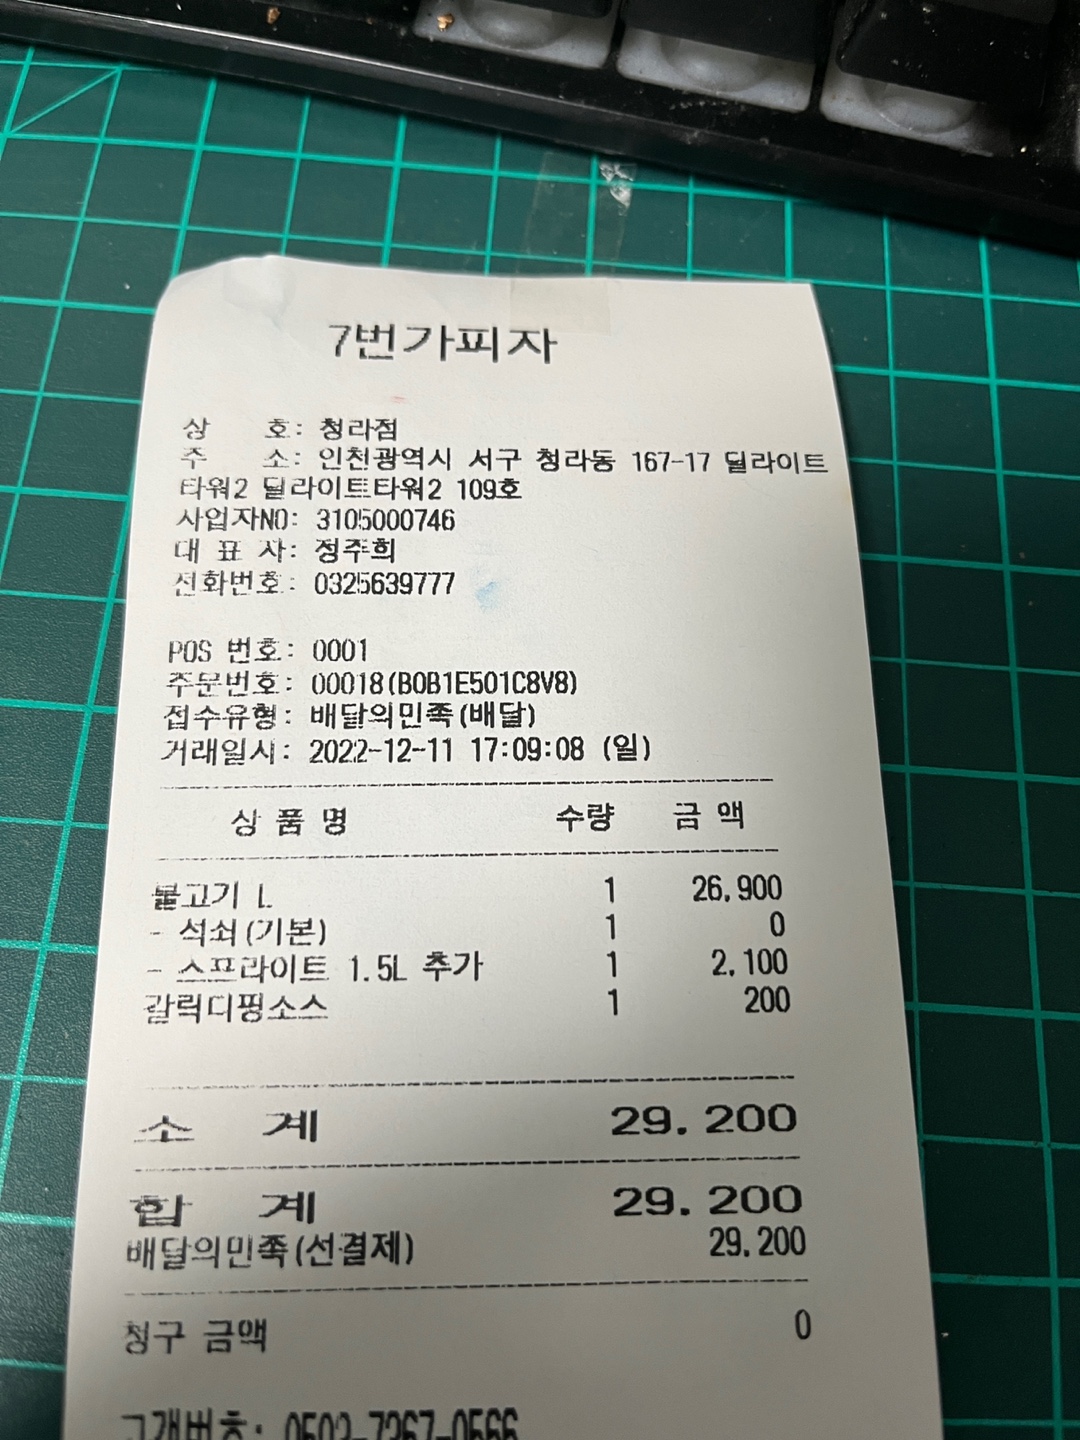 7번가피자
상 호: 청라점
주 소: 인천광역시 서구 청라동 167-17 딜라이트
타워2 딜라이트타워2 109호
사업자NO: 3105000746
대 표 자: 정주희
전화번호: 0325639777
POS 번호: 0001
주문번호: 00018(B0B1E501C8V8)
접수유형: 배달의민족(배달)
거래일시: 2022-12-11 17:09:08 (일)
상 품 명 수량 금 액
불고기 L 1 26,900
- 석쇠(기본) 1 0
- 스프라이트 1.5L 추가 1 2,100
갈릭디핑소스 1 200
소 계 29,200
합 계 29,200
배달의민족(선결제) 29,200
청구 금액 0
고객번호: 0503-7367-0566